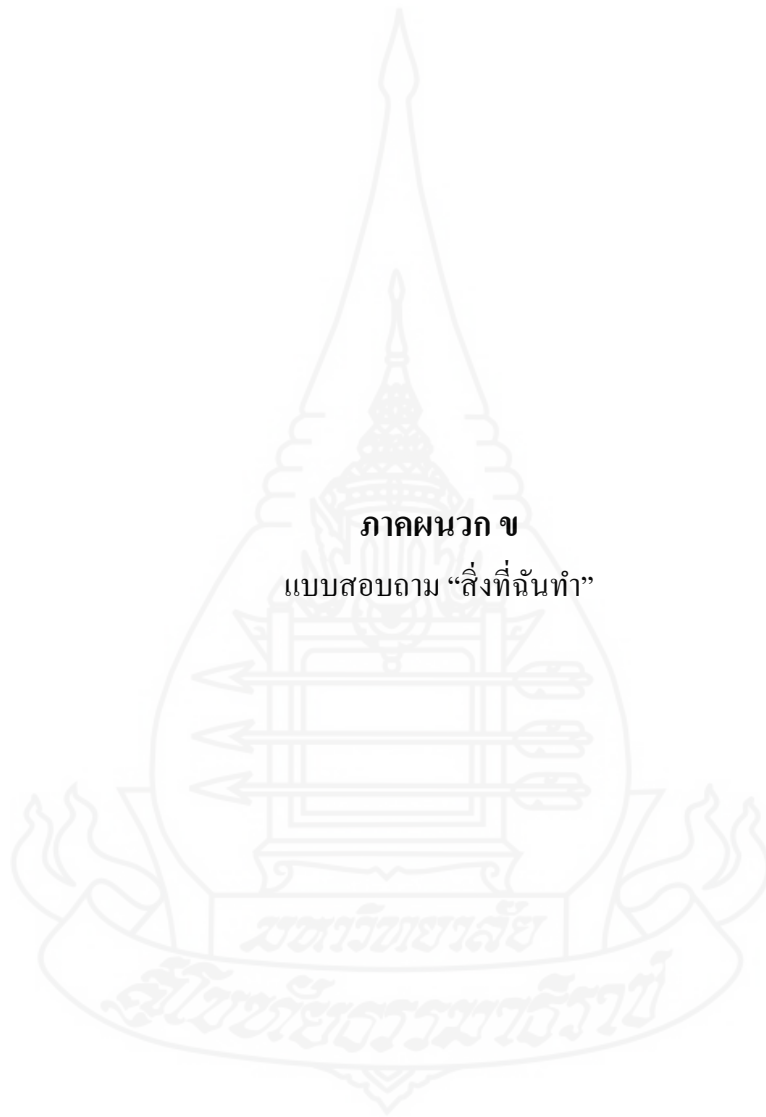 ภาคผนวก ข
แบบสอบถาม “สิ่งที่ฉันทำ”
มหาวิทยาลัย
สุโขทัยธรรมาธิราช